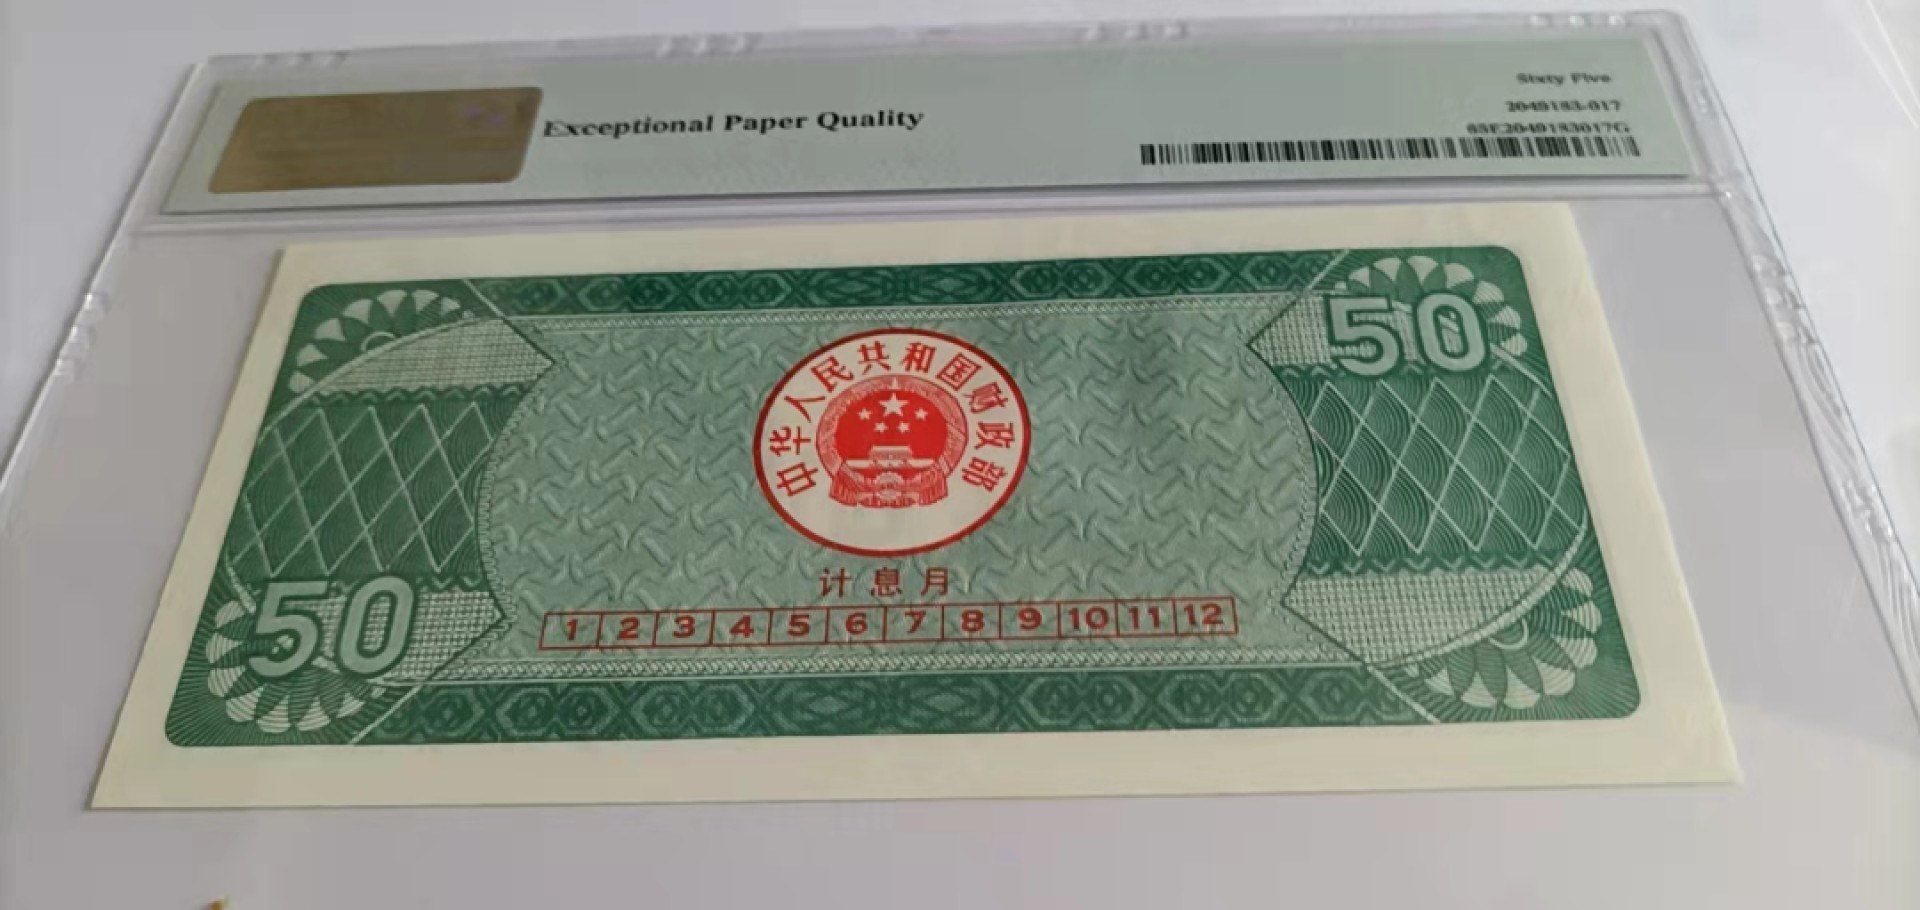 Sixty Five
Exceptional Paper Quality
2049183-017
50
中华人民共和国财政部
计息月
1 2 3 4 5 6 7 8 9 10 11 12
50